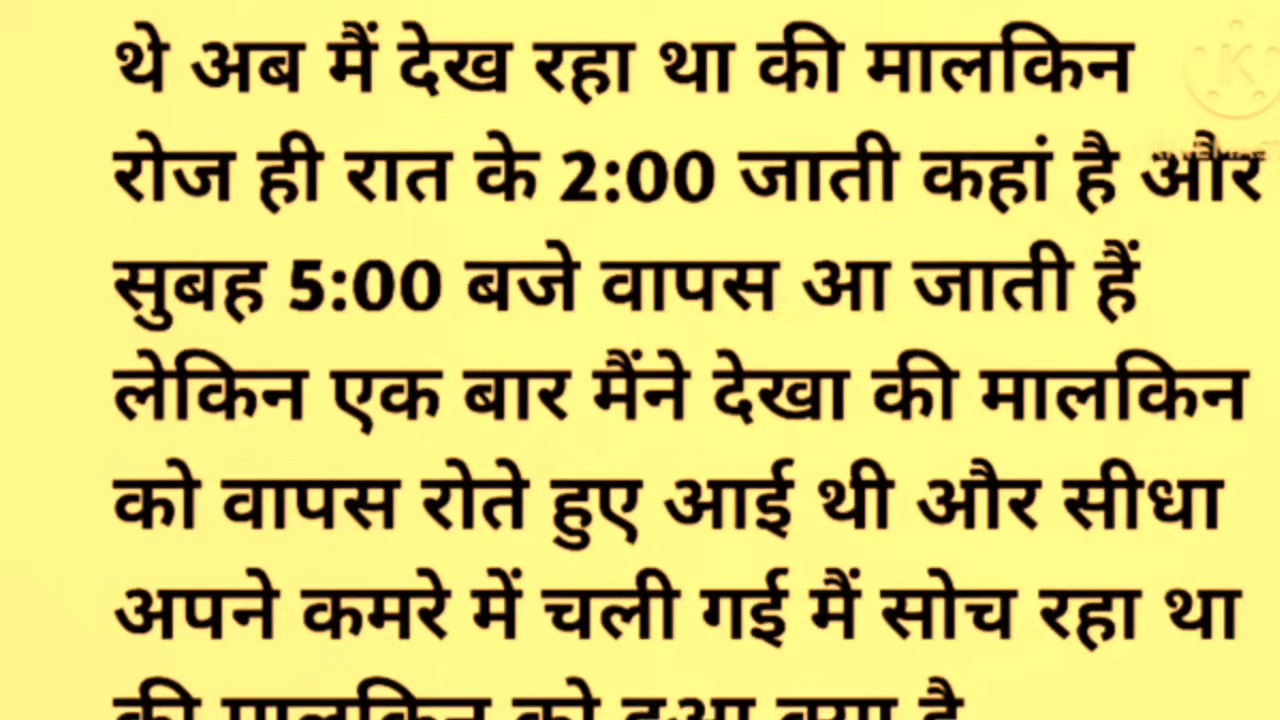 थे अब मैं देख रहा था की मालकिन
रोज ही रात के 2:00 जाती कहां है और
सुबह 5:00 बजे वापस आ जाती हैं
लेकिन एक बार मैंने देखा की मालकिन
को वापस रोते हुए आई थी और सीधा
अपने कमरे में चली गई मैं सोच रहा था
की मालकिन को हुआ क्या है